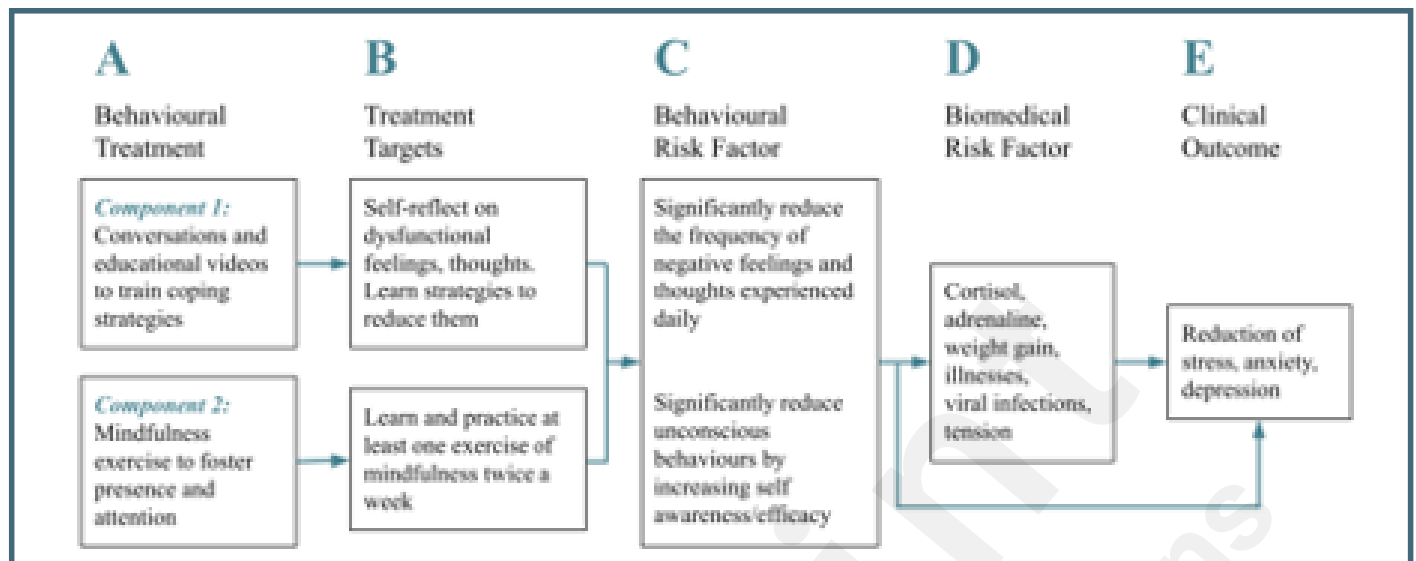 A
Behavioural
Treatment
B
Treatment
Targets
C
Behavioural
Risk Factor
D
Biomedical
Risk Factor
E
Clinical
Outcome
Component 1:
Conversations and
educational videos
to train coping
strategies
Component 2:
Mindfulness
exercise to foster
presence and
attention
Self-reflect on
dysfunctional
feelings, thoughts.
Learn strategies to
reduce them
Learn and practice at
least one exercise of
mindfulness twice a
week
Significantly reduce
the frequency of
negative feelings and
thoughts experienced
daily
Significantly reduce
unconscious
behaviours by
increasing self
awareness/efficacy
Cortisol,
adrenaline,
weight gain,
illnesses,
viral infections,
tension
Reduction of
stress, anxiety,
depression